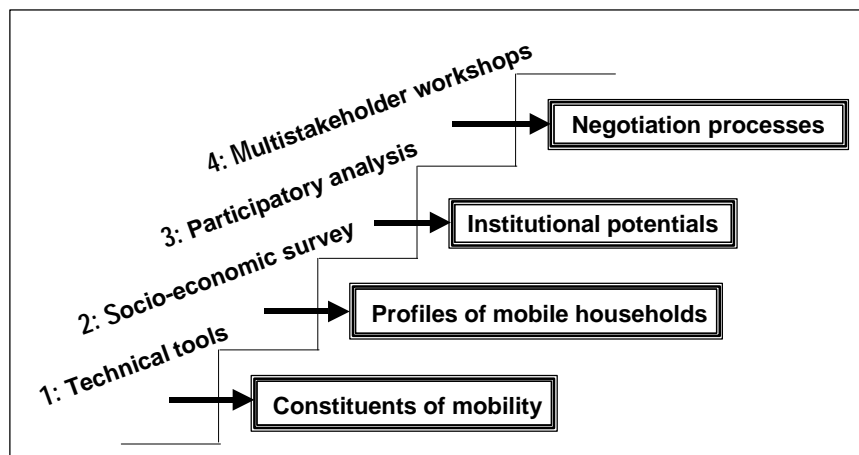 4: Multistakeholder workshops
Negotiation processes
3: Participatory analysis
Institutional potentials
2: Socio-economic survey
Profiles of mobile households
1: Technical tools
Constituents of mobility